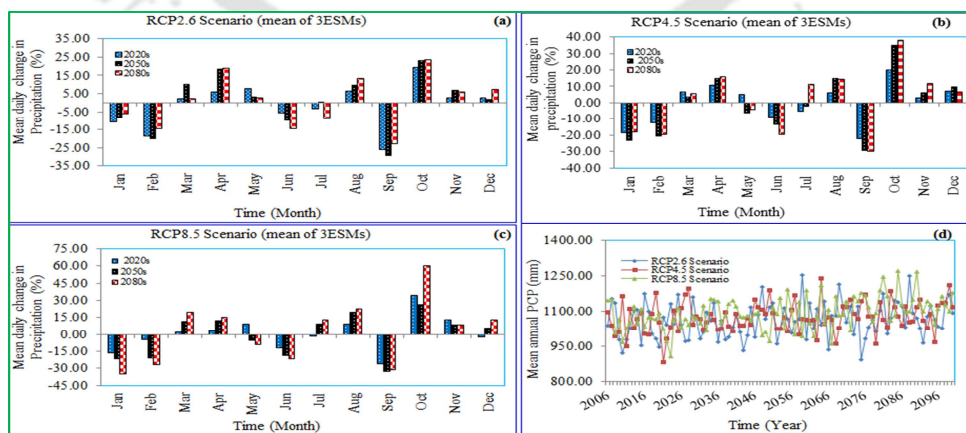 RCP2.6 Scenario (mean of 3ESMs)
(a)
Mean daily change in
Precipitation (%)
35.00
25.00
15.00
5.00
-5.00
-15.00
-25.00
-35.00
2020s
2050s
2080s
Jan
Feb
Mar
Apr
May
Jun
Jul
Aug
Sep
Oct
Nov
Dec
Time (Month)
RCP4.5 Scenario (mean of 3ESMs)
(b)
Mean daily change in
precipitation (%)
40.00
30.00
20.00
10.00
0.00
-10.00
-20.00
-30.00
-40.00
2020s
2050s
2080s
Jan
Feb
Mar
Apr
May
Jun
Jul
Aug
Sep
Oct
Nov
Dec
Time (Month)
RCP8.5 Scenario (mean of 3ESMs)
(c)
Mean daily change in
Precipitation (%)
75.00
60.00
45.00
30.00
15.00
0.00
-15.00
-30.00
-45.00
2020s
2050s
2080s
Jan
Feb
Mar
Apr
May
Jun
Jul
Aug
Sep
Oct
Nov
Dec
Time (Month)
(d)
Mean annual PCP (mm)
1400.00
1250.00
1100.00
950.00
800.00
RCP2.6 Scenario
RCP4.5 Scenario
RCP8.5 Scenario
2006
2016
2026
2036
2046
2056
2066
2076
2086
2096
Time (Year)